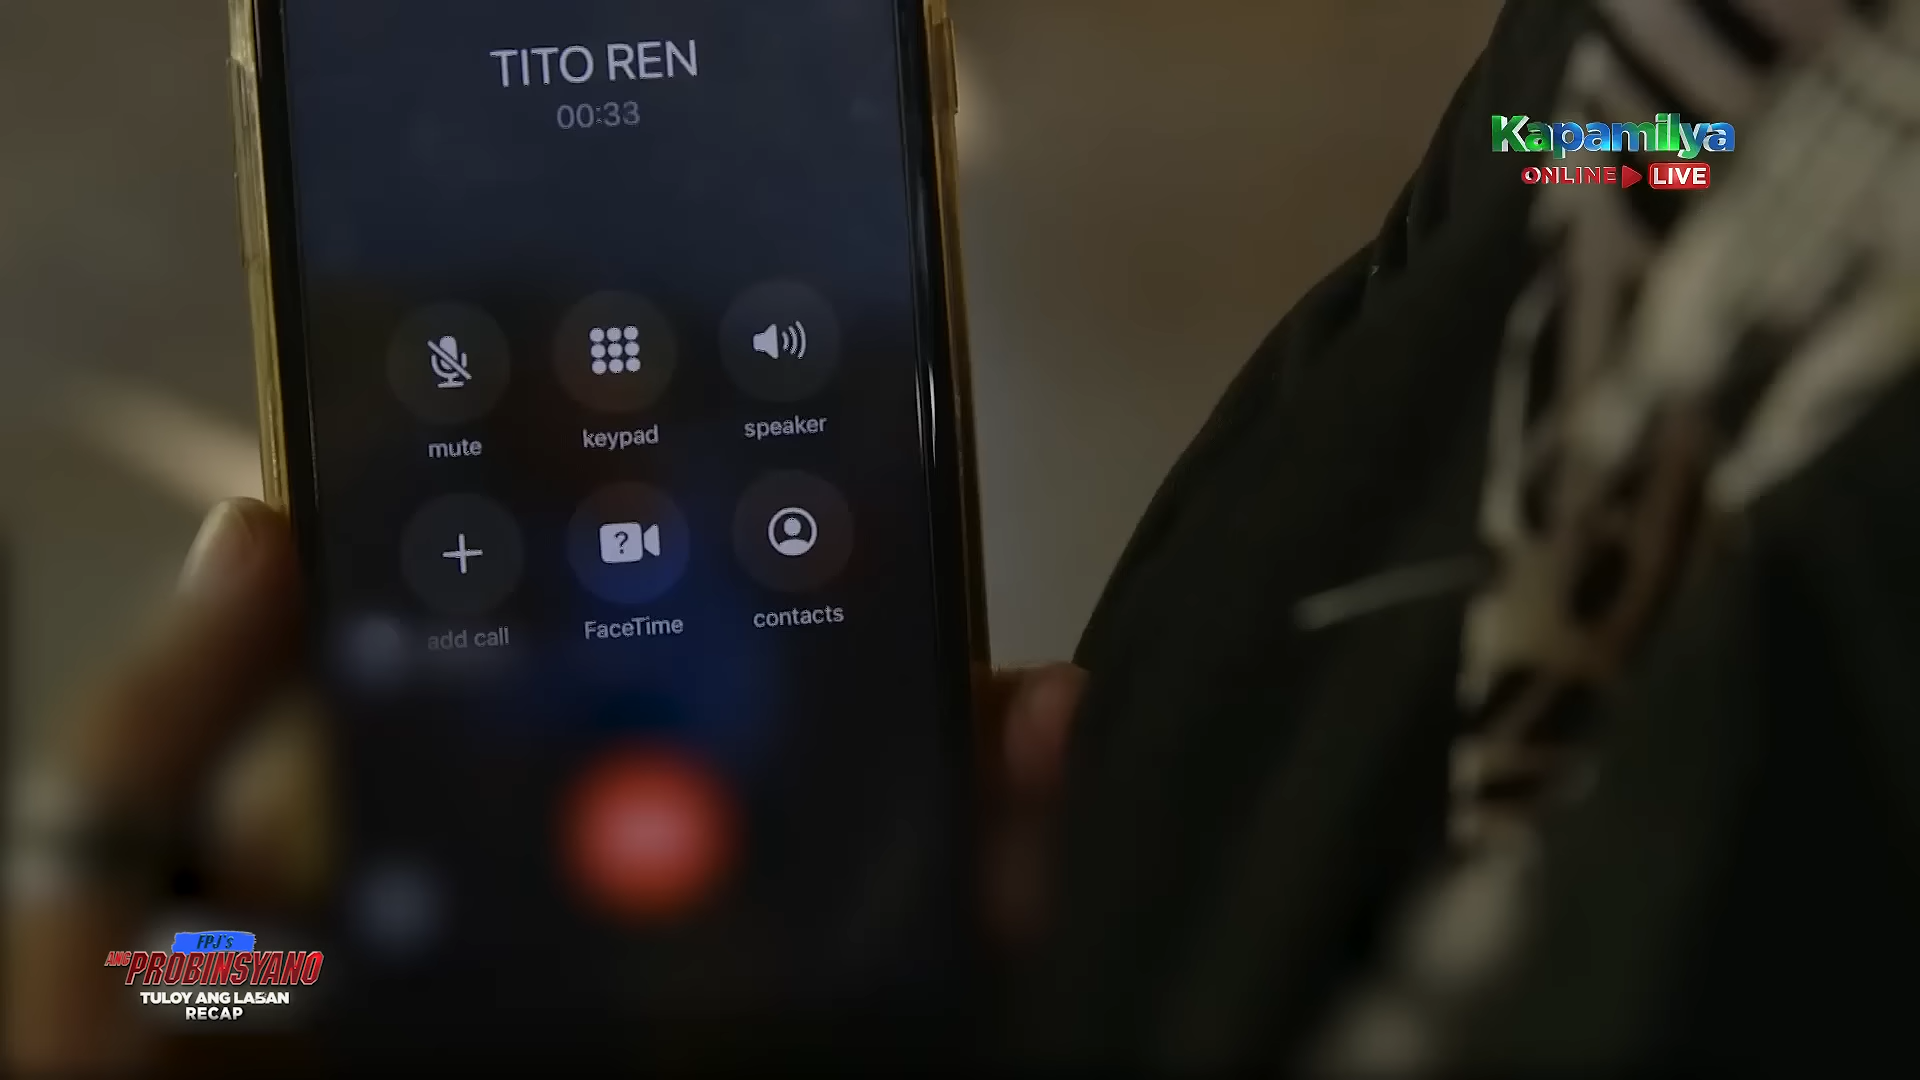 TITO REN
00:33
Kapamilya
ONLINE LIVE
mute
keypad
speaker
add call
FaceTime
contacts
FPJ's
ANG PROBINSYANO
TULOY ANG LABAN
RECAP